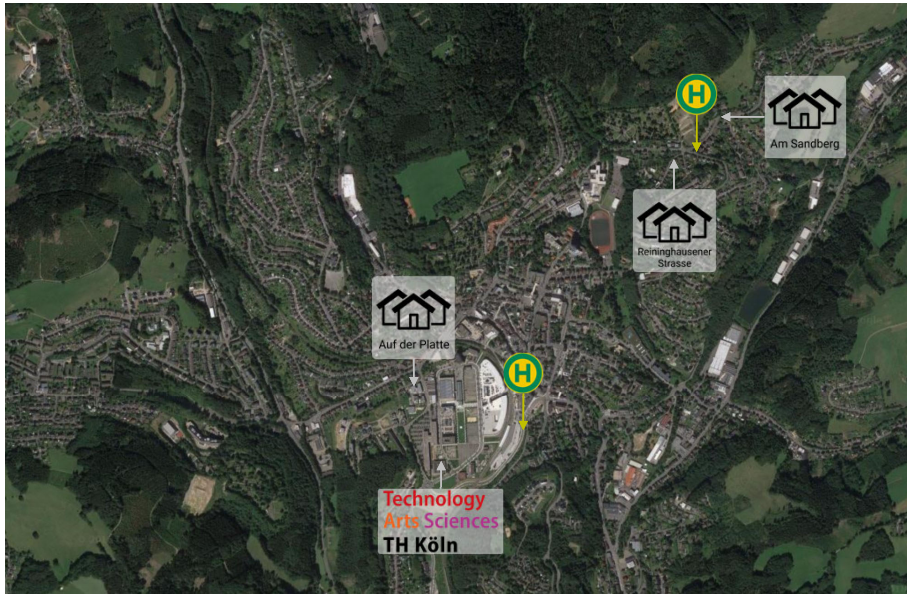 H
Am Sandberg
Reininghausener
Strasse
Auf der Platte
H
Technology
Arts Sciences
TH Köln